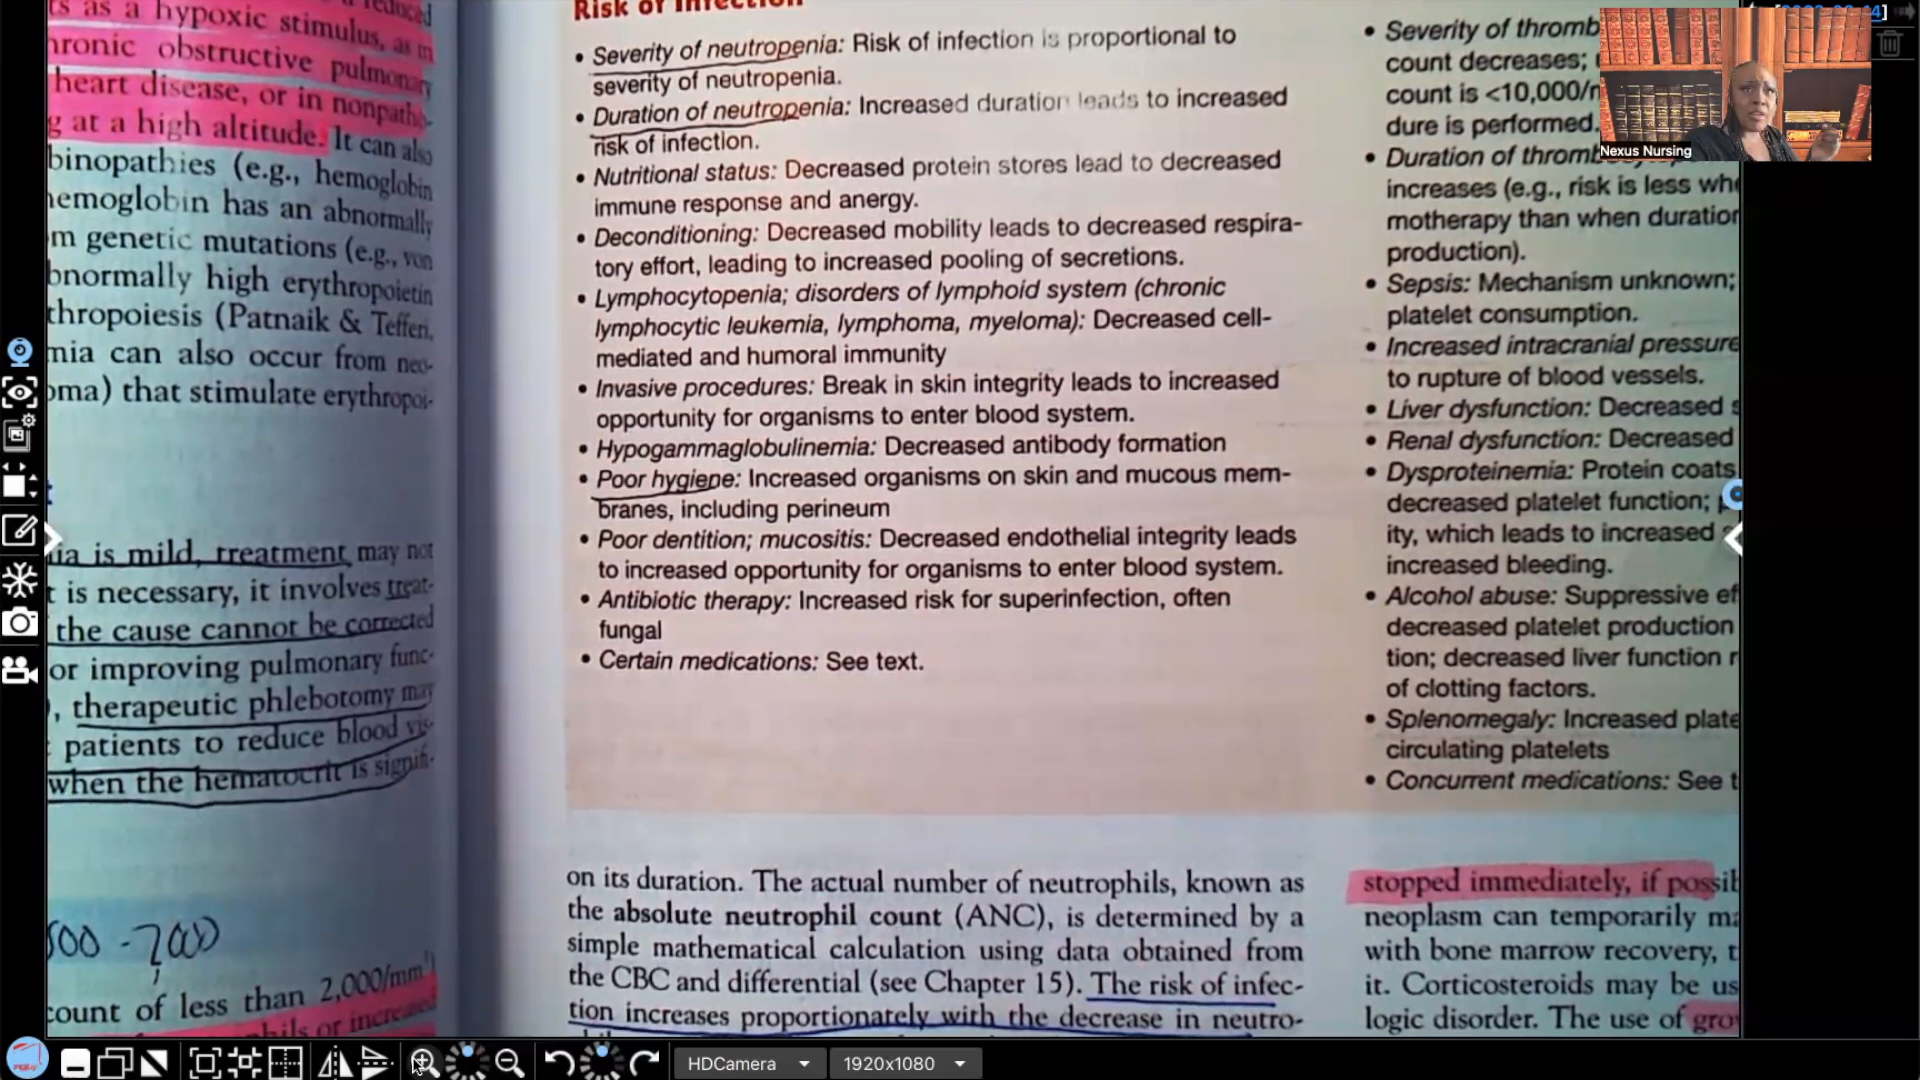 ts as a hypoxic stimulus, as in
hronic obstructive pulmonary
heart disease, or in nonpatho-
g at a high altitude. It can also
binopathies (e.g., hemoglobin
hemoglobin has an abnormally
m genetic mutations (e.g., von
bnormally high erythropoietin
thropoiesis (Patnaik & Tefferi,
mia can also occur from neo-
oma) that stimulate erythropoi-
ia is mild, treatment may not
t is necessary, it involves treat-
the cause cannot be corrected
or improving pulmonary func-
), therapeutic phlebotomy may
patients to reduce blood vis-
when the hematocrit is signifi-
count of less than 2,000/mm³
Risk of Infection
• Severity of neutropenia: Risk of infection is proportional to
severity of neutropenia.
• Duration of neutropenia: Increased duration leads to increased
risk of infection.
• Nutritional status: Decreased protein stores lead to decreased
immune response and anergy.
• Deconditioning: Decreased mobility leads to decreased respira-
tory effort, leading to increased pooling of secretions.
• Lymphocytopenia; disorders of lymphoid system (chronic
lymphocytic leukemia, lymphoma, myeloma): Decreased cell-
mediated and humoral immunity
• Invasive procedures: Break in skin integrity leads to increased
opportunity for organisms to enter blood system.
• Hypogammaglobulinemia: Decreased antibody formation
• Poor hygiene: Increased organisms on skin and mucous mem-
branes, including perineum
• Poor dentition; mucositis: Decreased endothelial integrity leads
to increased opportunity for organisms to enter blood system.
• Antibiotic therapy: Increased risk for superinfection, often
fungal
• Certain medications: See text.
on its duration. The actual number of neutrophils, known as
the absolute neutrophil count (ANC), is determined by a
simple mathematical calculation using data obtained from
the CBC and differential (see Chapter 15). The risk of infec-
tion increases proportionately with the decrease in neutro-
• Severity of thromb
count decreases;
count is <10,000/
dure is performed.
• Duration of thromb
increases (e.g., risk is less wh
motherapy than when duration
production).
• Sepsis: Mechanism unknown;
platelet consumption.
• Increased intracranial pressure
to rupture of blood vessels.
• Liver dysfunction: Decreased s
• Renal dysfunction: Decreased
• Dysproteinemia: Protein coats
decreased platelet function;
ity, which leads to increased
increased bleeding.
• Alcohol abuse: Suppressive ef
decreased platelet production
tion; decreased liver function r
of clotting factors.
• Splenomegaly: Increased plate
circulating platelets
• Concurrent medications: See t
stopped immediately, if possib
neoplasm can temporarily ma
with bone marrow recovery, t
it. Corticosteroids may be us
logic disorder. The use of gro
Nexus Nursing
HDCamera
1920x1080